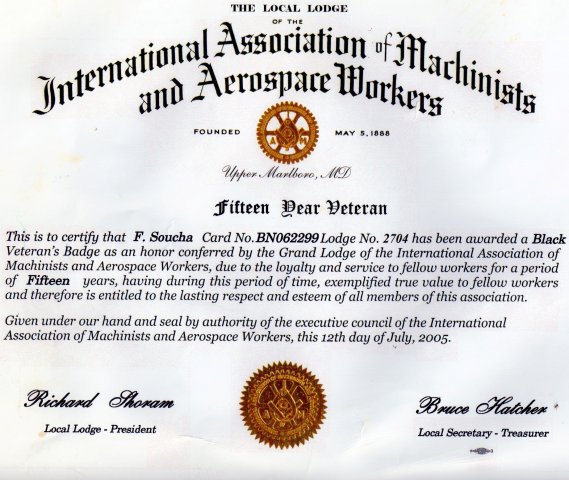 THE LOCAL LODGE
OF THE
International Association of Machinists
and Aerospace Workers
FOUNDED MAY 5, 1888
Upper Marlboro, MD
Fifteen Year Veteran
This is to certify that F. Soucha Card No. BN062299 Lodge No. 2704 has been awarded a Black
Veteran's Badge as an honor conferred by the Grand Lodge of the International Association of
Machinists and Aerospace Workers, due to the loyalty and service to fellow workers for a period
of Fifteen years, having during this period of time, exemplified true value to fellow workers
and therefore is entitled to the lasting respect and esteem of all members of this association.
Given under our hand and seal by authority of the executive council of the International
Association of Machinists and Aerospace Workers, this 12th day of July, 2005.
Richard Shoram
Local Lodge - President
Bruce Hatcher
Local Secretary - Treasurer